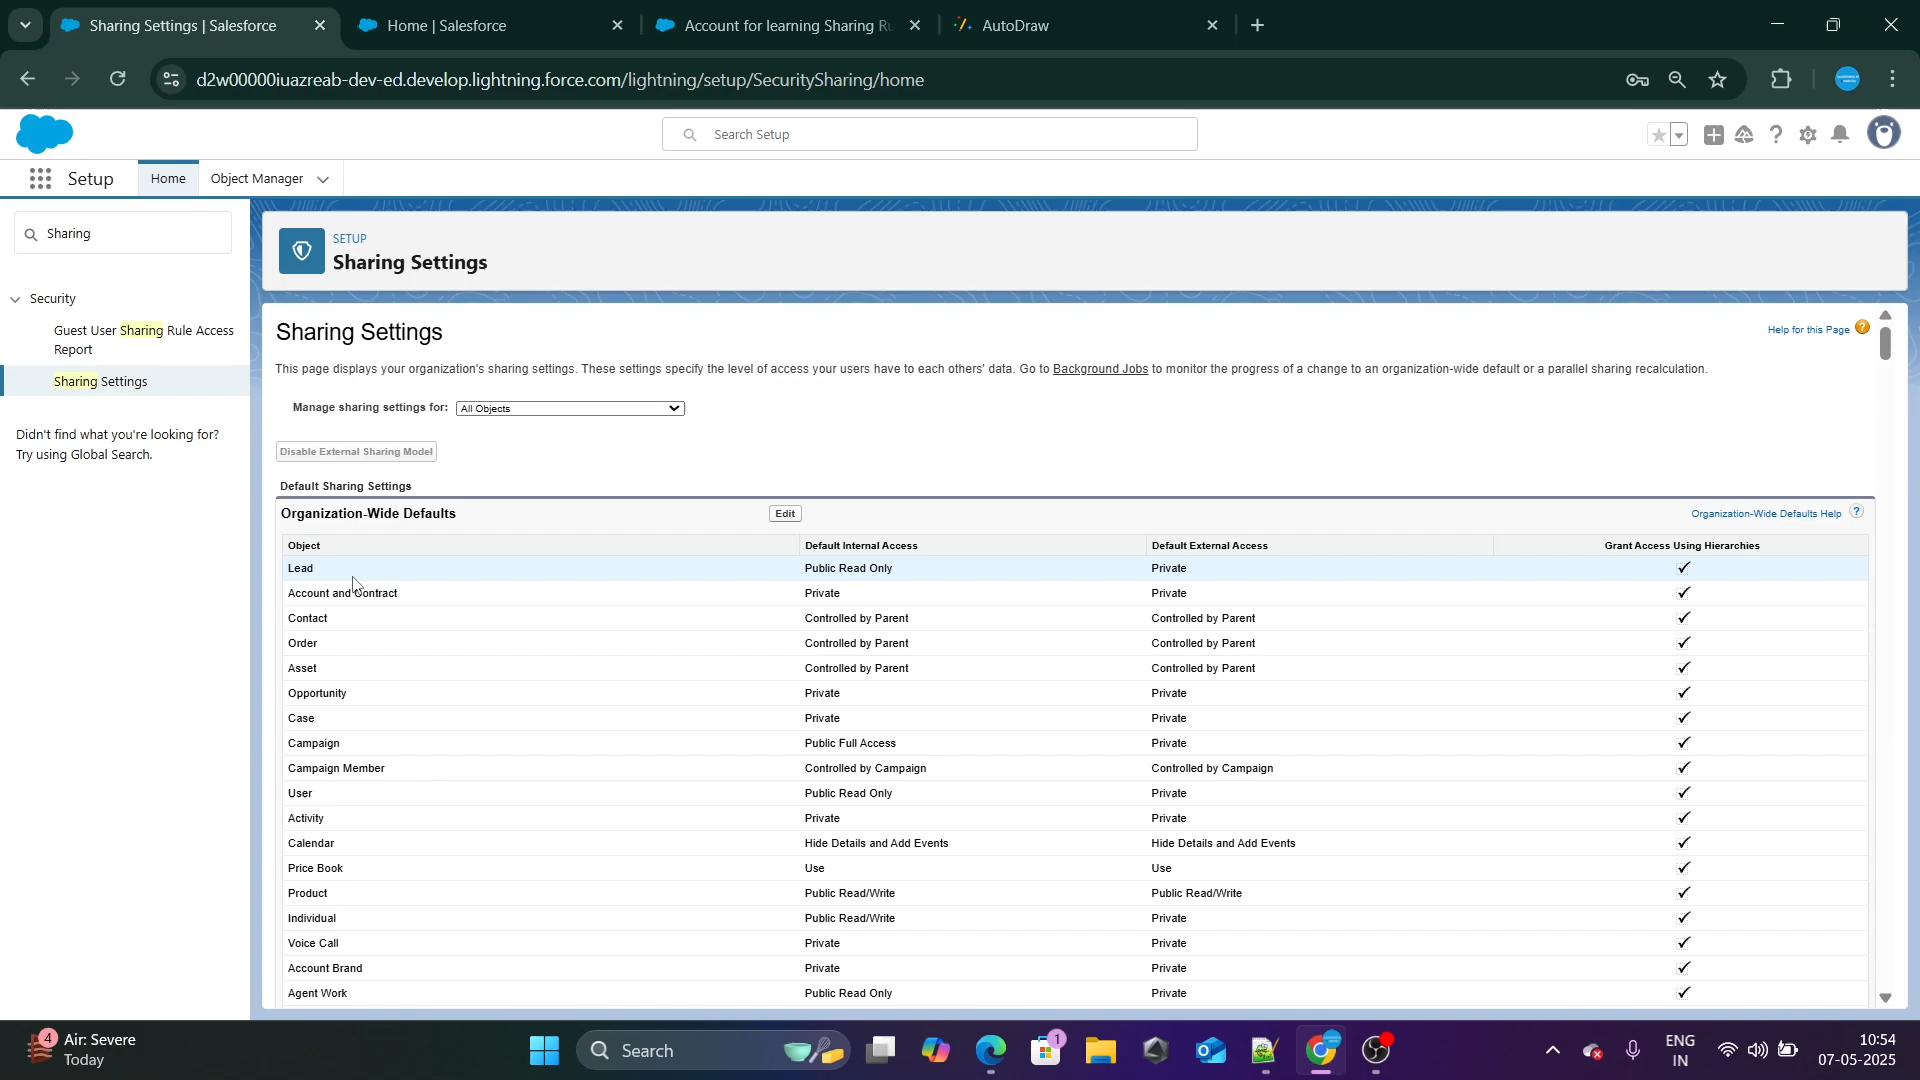 Sharing Settings | Salesforce
Home | Salesforce
Account for learning Sharing Ru
AutoDraw
d2w00000iuazreab-dev-ed.develop.lightning.force.com/lightning/setup/SecuritySharing/home
Search Setup
Setup
Home
Object Manager
Sharing
Security
Guest User Sharing Rule Access
Report
Sharing Settings
Didn't find what you're looking for?
Try using Global Search.
SETUP
Sharing Settings
Sharing Settings
Help for this Page ?
This page displays your organization's sharing settings. These settings specify the level of access your users have to each others' data. Go to Background Jobs to monitor the progress of a change to an organization-wide default or a parallel sharing recalculation.
Manage sharing settings for: All Objects
Disable External Sharing Model
Default Sharing Settings
Organization-Wide Defaults Edit Organization-Wide Defaults Help ?
Object Default Internal Access Default External Access Grant Access Using Hierarchies
Lead Public Read Only Private
Account and Contract Private Private
Contact Controlled by Parent Controlled by Parent
Order Controlled by Parent Controlled by Parent
Asset Controlled by Parent Controlled by Parent
Opportunity Private Private
Case Private Private
Campaign Public Full Access Private
Campaign Member Controlled by Campaign Controlled by Campaign
User Public Read Only Private
Activity Private Private
Calendar Hide Details and Add Events Hide Details and Add Events
Price Book Use Use
Product Public Read/Write Public Read/Write
Individual Public Read/Write Private
Voice Call Private Private
Account Brand Private Private
Agent Work Public Read Only Private
4
Air: Severe
Today
Search
1
ENG
IN
10:54
07-05-2025